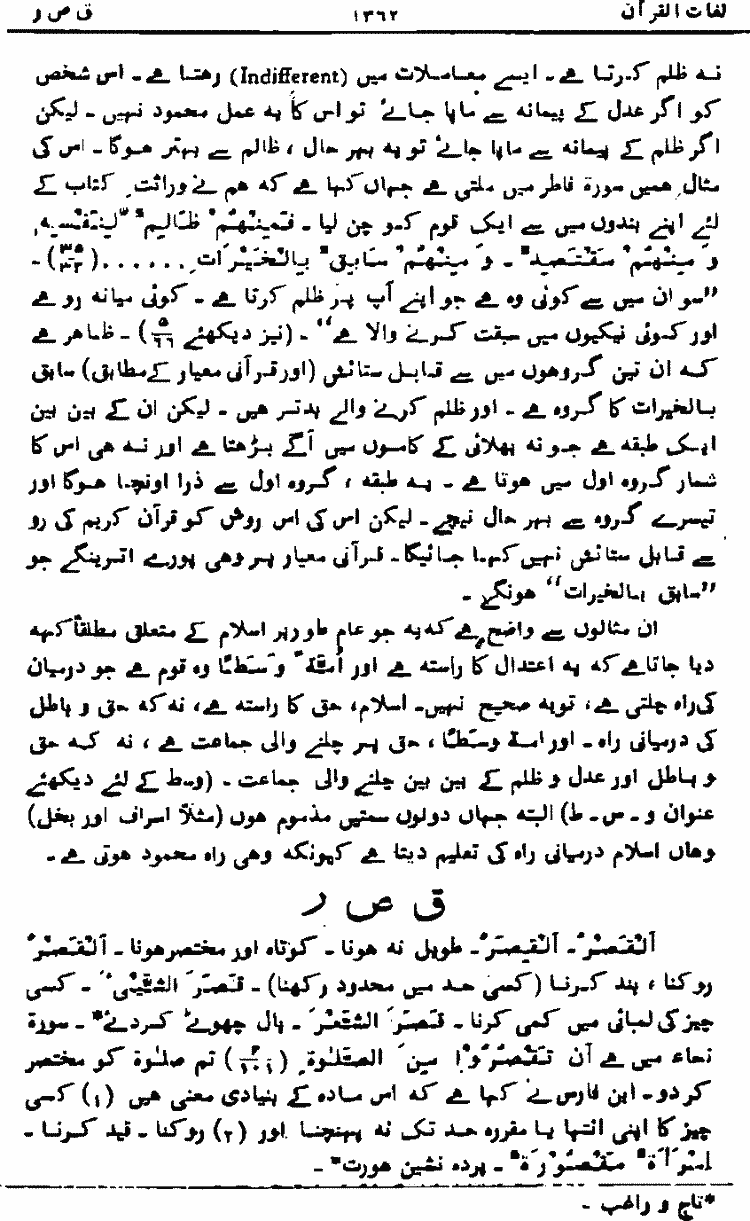 لغات القرآن ۱۳۶۲ ق ص ر
نہ ظلم کرتا ہے۔ ایسے معاملات میں (Indifferent) رہتا ہے۔ اس شخص
کو اگر عدل کے پیمانہ سے ماپا جائے تو اس کا یہ عمل محمود نہیں۔ لیکن
اگر ظلم کے پیمانہ سے ماپا جائے تو یہ بہر حال، ظالم سے بہتر ہوگا۔ اس کی
مثال ہمیں سورۃ فاطر میں ملتی ہے جہاں کہا ہے کہ ہم نے وراثت کتاب کے
لئے اپنے بندوں میں سے ایک قوم کو چن لیا۔ فَمِنْهُمْ ظَالِمٌ لِّنَفْسِهٖ
وَ مِنْهُمْ مُّقْتَصِدٌ۔ وَ مِنْهُمْ سَابِقٌ بِالْخَيْرَاتِ......(۳۵/۳۲)۔
”سو ان میں سے کوئی وہ ہے جو اپنے آپ پر ظلم کرتا ہے۔ کوئی میانہ رو ہے
اور کوئی نیکیوں میں سبقت کرنے والا ہے“۔ (نیز دیکھئے ۵/۶۶)۔ ظاہر ہے
کہ ان تین گروہوں میں سے قابل ستائش (اور قرآنی معیار کے مطابق) سابق
بالخیرات کا گروہ ہے۔ اور ظلم کرنے والے بدتر ہیں۔ لیکن ان کے بین بین
ایک طبقہ ہے جو نہ بھلائی کے کاموں میں آگے بڑھتا ہے اور نہ ہی اس کا
شمار گروہ اول میں ہوتا ہے۔ یہ طبقہ، گروہ اول سے ذرا اونچا ہوگا اور
تیسرے گروہ سے بہر حال نیچے۔ لیکن اس کی اس روش کو قرآن کریم کی رو
سے قابل ستائش نہیں کہا جائیگا۔ قرآنی معیار پر وہی پورے اترینگے جو
”سابق بالخیرات“ ہونگے۔
ان مثالوں سے واضح ہے کہ یہ جو عام طور پر اسلام کے متعلق مطلقاً کہہ
دیا جاتا ہے کہ یہ اعتدال کا راستہ ہے اور اُمَّةً وَّسَطًا وہ قوم ہے جو درمیان
کی راہ چلتی ہے، تو یہ صحیح نہیں۔ اسلام، حق کا راستہ ہے، نہ کہ حق و باطل
کی درمیانی راہ۔ اور امۃ وسَطًا، حق پر چلنے والی جماعت ہے، نہ کہ حق
و باطل اور عدل و ظلم کے بین بین چلنے والی جماعت۔ (وسط کے لئے دیکھئے
عنوان و۔ س۔ ط) البتہ جہاں دونوں سمتیں مذموم ہوں (مثلاً اسراف اور بخل)
وہاں اسلام درمیانی راہ کی تعلیم دیتا ہے کیونکہ وہی راہ محمود ہوتی ہے۔
ق ص ر
اَلْقَصْرُ۔ اَلْقِصَرُ۔ طویل نہ ہونا۔ کوتاہ اور مختصر ہونا۔ اَلْقَصْرُ
روکنا، بند کرنا (کسی حد میں محدود رکھنا)۔ قَصَرَ الشَّیْءَ۔ کسی
چیز کی لمبائی میں کمی کرنا۔ قَصَرَ الشَّعْرَ۔ بال چھوٹے کر دئے*۔ سورۃ
نساء میں ہے اَن تَقْصُرُوْا مِنَ الصَّلٰوةِ (۴/۱۰۱) تم صلٰوۃ کو مختصر
کر دو۔ ابن فارس نے کہا ہے کہ اس مادہ کے بنیادی معنی ہیں (۱) کسی
چیز کا اپنی انتہا یا مقررہ حد تک نہ پہنچنا اور (۲) روکنا۔ قید کرنا۔
اِمْرَأَةٌ مَقْصُوْرَةٌ۔ پردہ نشین عورت*۔
*تاج و راغب۔